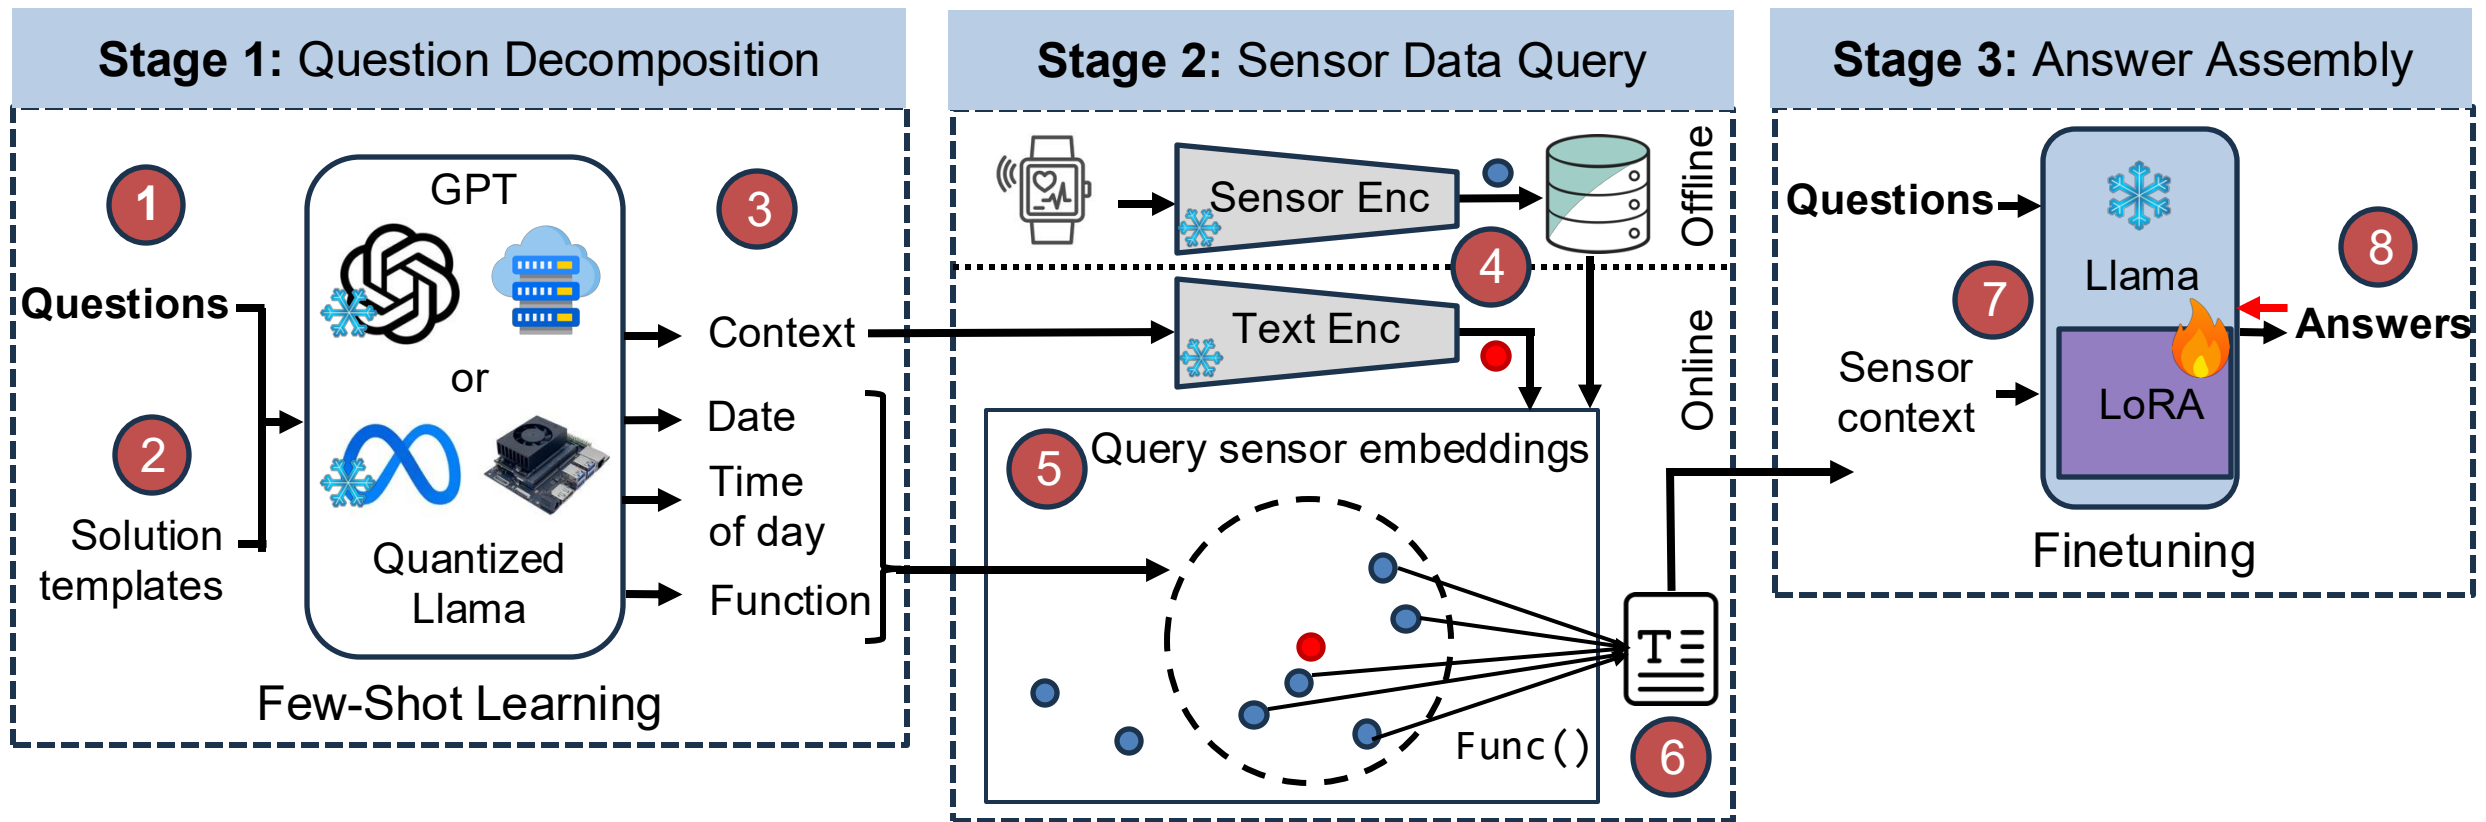 Stage 1: Question Decomposition
1
Questions
2
Solution
templates
GPT
or
Quantized
Llama
Few-Shot Learning
3
Context
Date
Time
of day
Function
Stage 2: Sensor Data Query
Sensor Enc
Offline
4
Text Enc
Online
5
Query sensor embeddings
Func()
T
6
Stage 3: Answer Assembly
Questions
7
Sensor
context
Llama
LoRA
Finetuning
8
Answers